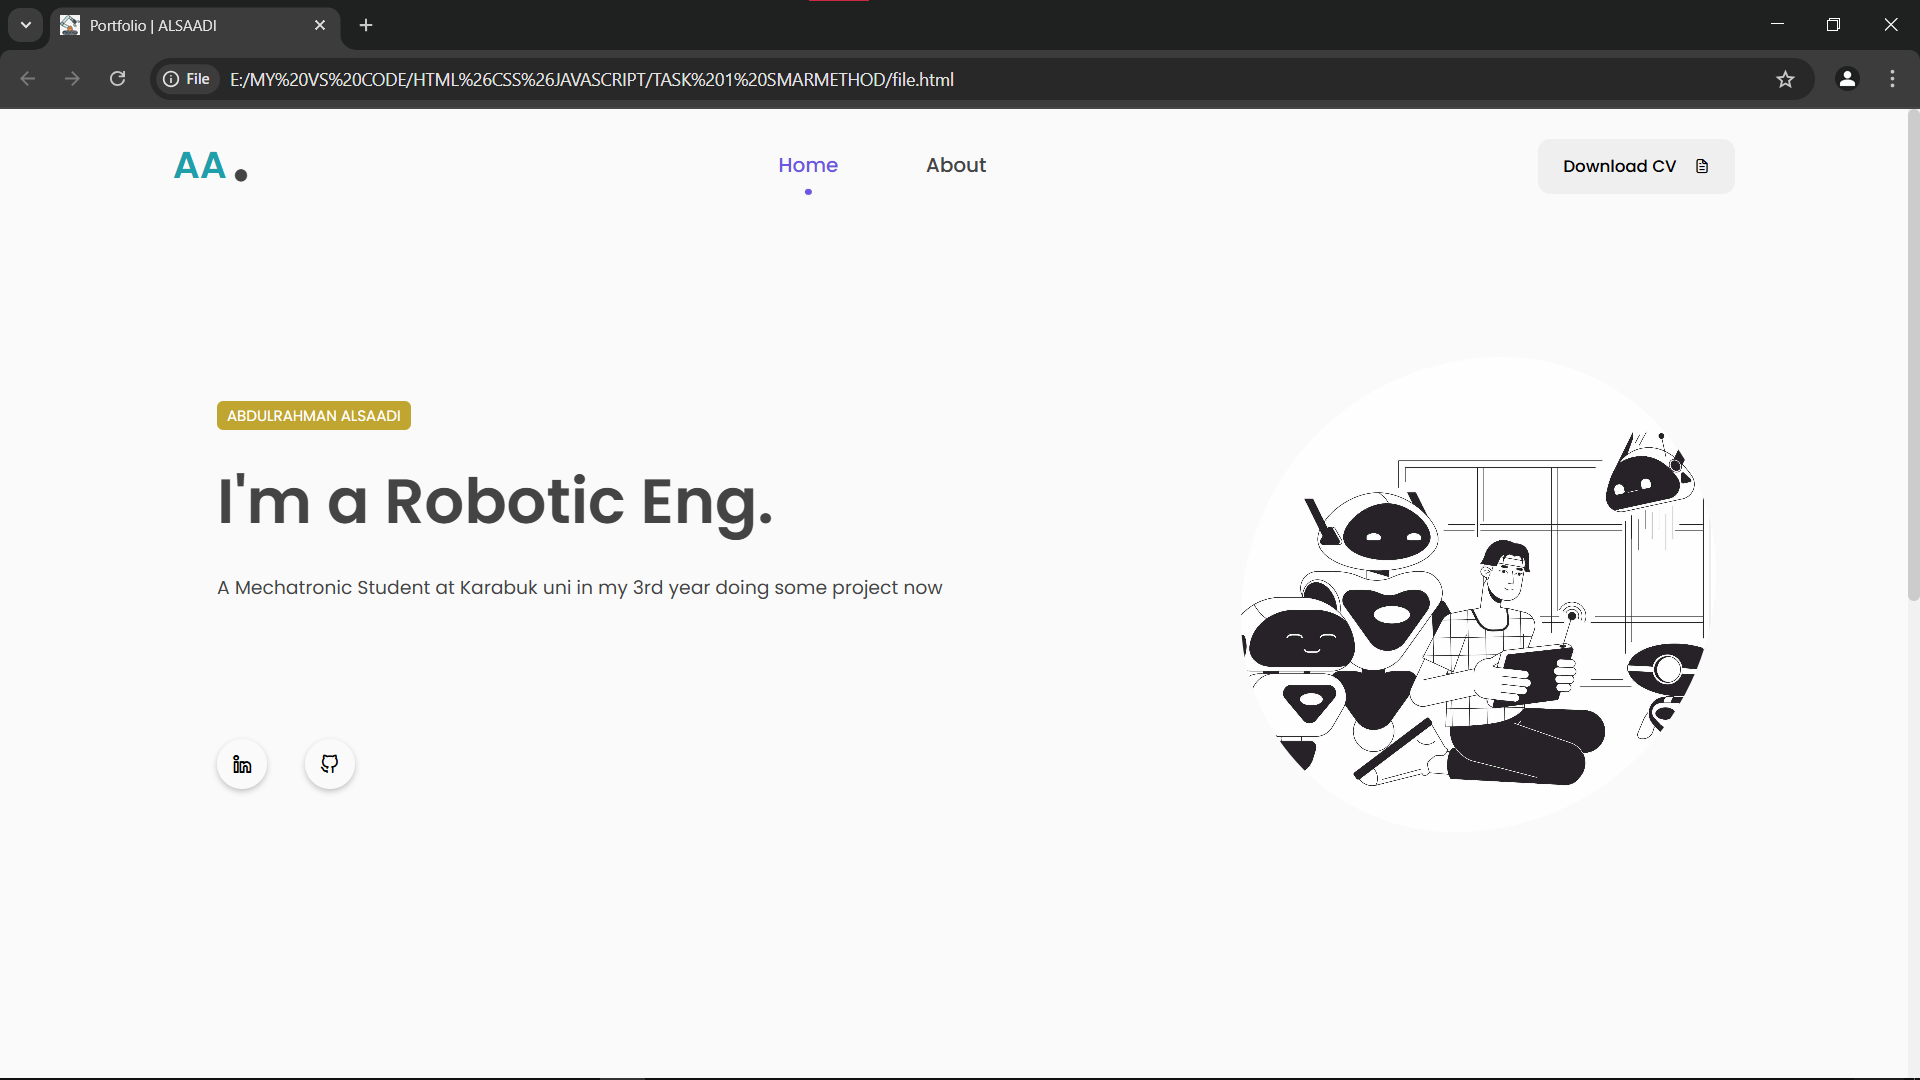 Portfolio | ALSAADI
File E:/MY%20VS%20CODE/HTML%26CSS%26JAVASCRIPT/TASK%201%20SMARMETHOD/file.html
AA.
Home
About
Download CV
ABDULRAHMAN ALSAADI
I'm a Robotic Eng.
A Mechatronic Student at Karabuk uni in my 3rd year doing some project now
in